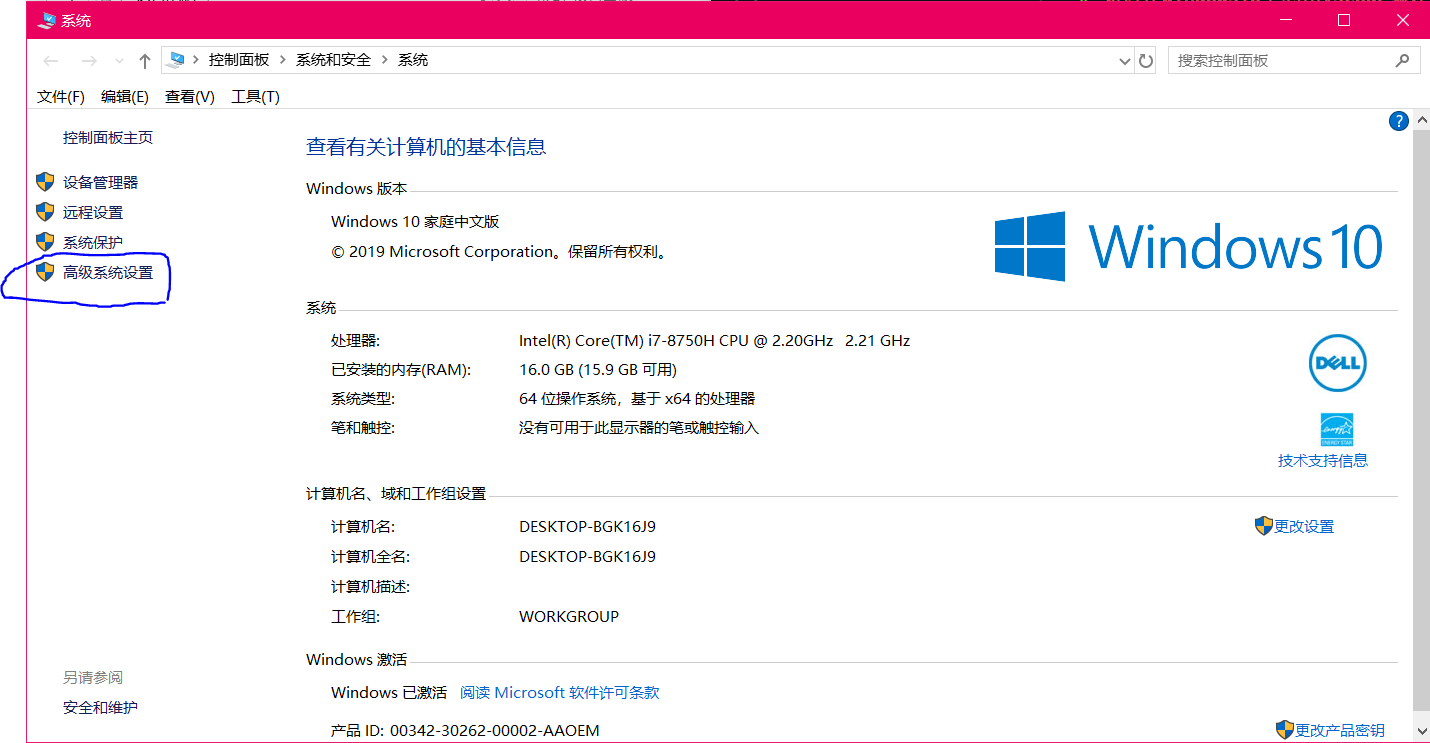 系统
控制面板 系统和安全 系统 搜索控制面板
文件(F) 编辑(E) 查看(V) 工具(T)
控制面板主页
设备管理器
远程设置
系统保护
高级系统设置
另请参阅
安全和维护
查看有关计算机的基本信息
Windows 版本
Windows 10 家庭中文版
© 2019 Microsoft Corporation。保留所有权利。
Windows 10
系统
处理器: Intel(R) Core(TM) i7-8750H CPU @ 2.20GHz 2.21 GHz
已安装的内存(RAM): 16.0 GB (15.9 GB 可用)
系统类型: 64 位操作系统，基于 x64 的处理器
笔和触控: 没有可用于此显示器的笔或触控输入
DELL
ENERGY STAR
技术支持信息
计算机名、域和工作组设置
计算机名: DESKTOP-BGK16J9 更改设置
计算机全名: DESKTOP-BGK16J9
计算机描述:
工作组: WORKGROUP
Windows 激活
Windows 已激活 阅读 Microsoft 软件许可条款
产品 ID: 00342-30262-00002-AAOEM 更改产品密钥